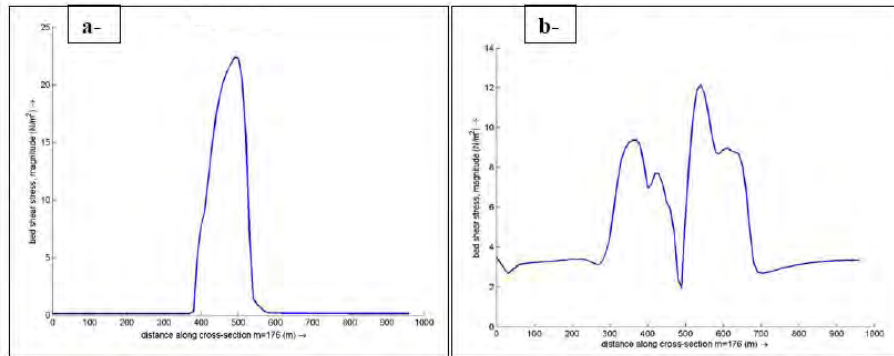 a-
25
20
15
10
5
0
bed shear stress, magnitude (N/m²) →
0 100 200 300 400 500 600 700 800 900 1000
distance along cross-section m=176 (m) →
b-
14
12
10
8
6
4
2
0
bed shear stress, magnitude (N/m²) →
0 100 200 300 400 500 600 700 800 900 1000
distance along cross-section m=176 (m) →